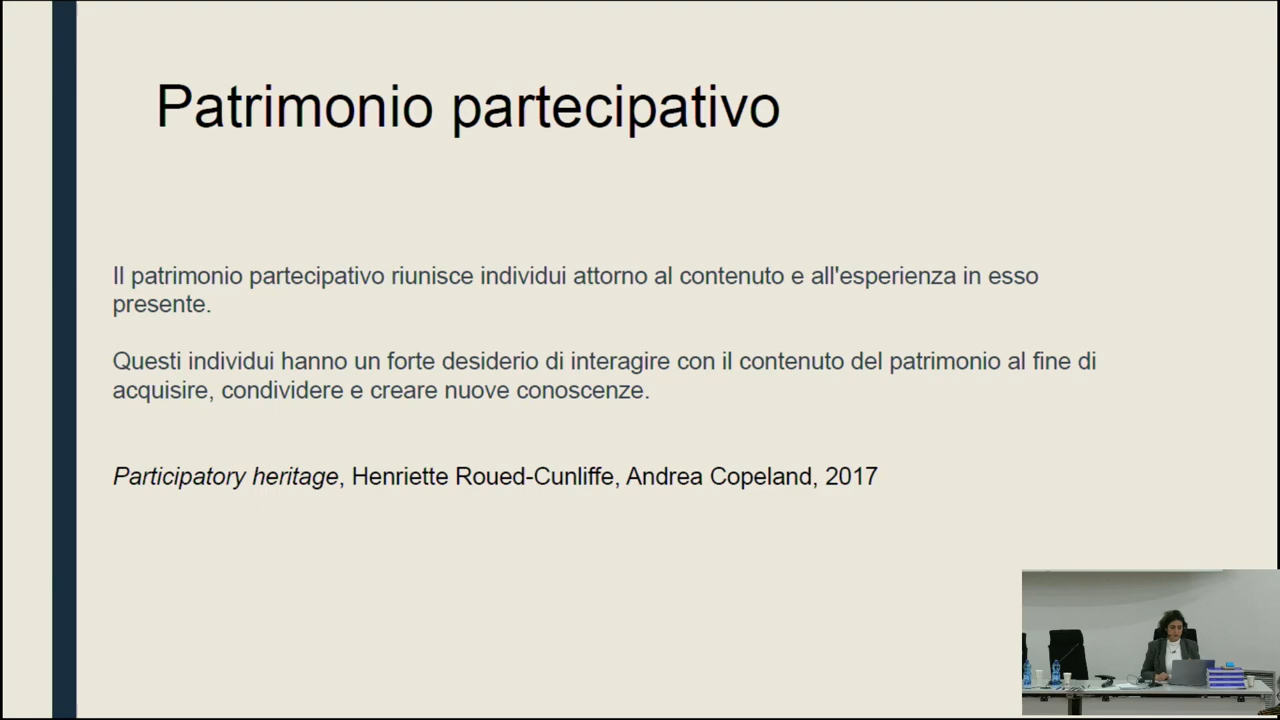 Patrimonio partecipativo
Il patrimonio partecipativo riunisce individui attorno al contenuto e all'esperienza in esso
presente.
Questi individui hanno un forte desiderio di interagire con il contenuto del patrimonio al fine di
acquisire, condividere e creare nuove conoscenze.
Participatory heritage, Henriette Roued-Cunliffe, Andrea Copeland, 2017